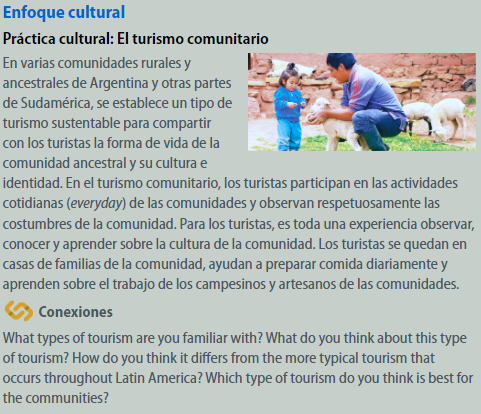 Enfoque cultural
Práctica cultural: El turismo comunitario
En varias comunidades rurales y
ancestrales de Argentina y otras partes
de Sudamérica, se establece un tipo de
turismo sustentable para compartir
con los turistas la forma de vida de la
comunidad ancestral y su cultura e
identidad. En el turismo comunitario, los turistas participan en las actividades
cotidianas (everyday) de las comunidades y observan respetuosamente las
costumbres de la comunidad. Para los turistas, es toda una experiencia observar,
conocer y aprender sobre la cultura de la comunidad. Los turistas se quedan en
casas de familias de la comunidad, ayudan a preparar comida diariamente y
aprenden sobre el trabajo de los campesinos y artesanos de las comunidades.
Conexiones
What types of tourism are you familiar with? What do you think about this type
of tourism? How do you think it differs from the more typical tourism that
occurs throughout Latin America? Which type of tourism do you think is best for
the communities?